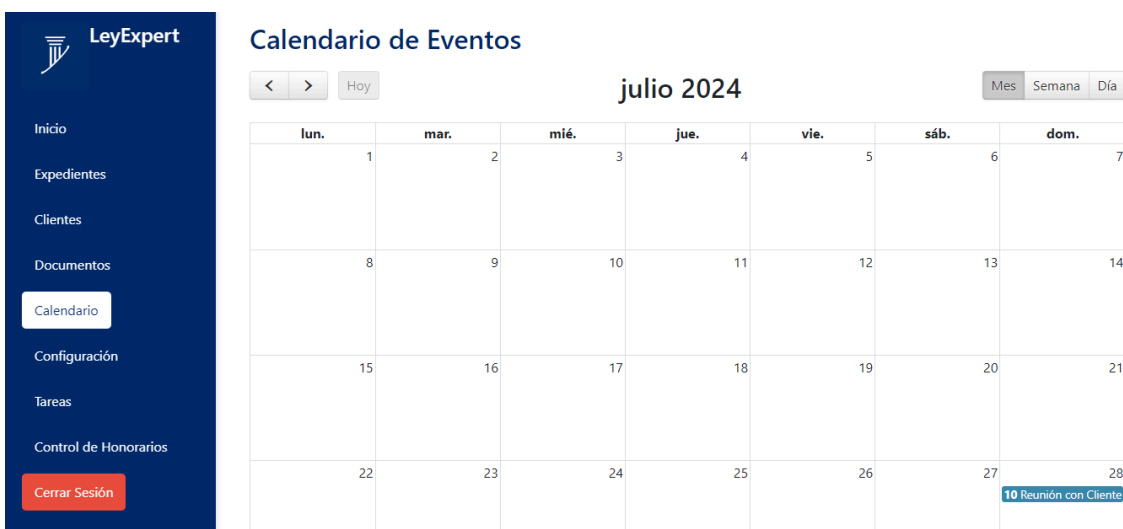 LeyExpert
Inicio
Expedientes
Clientes
Documentos
Calendario
Configuración
Tareas
Control de Honorarios
Cerrar Sesión
Calendario de Eventos
< > Hoy
julio 2024
Mes Semana Día
lun. mar. mié. jue. vie. sáb. dom.
1 2 3 4 5 6 7
8 9 10 11 12 13 14
15 16 17 18 19 20 21
22 23 24 25 26 27 28
10 Reunión con Cliente